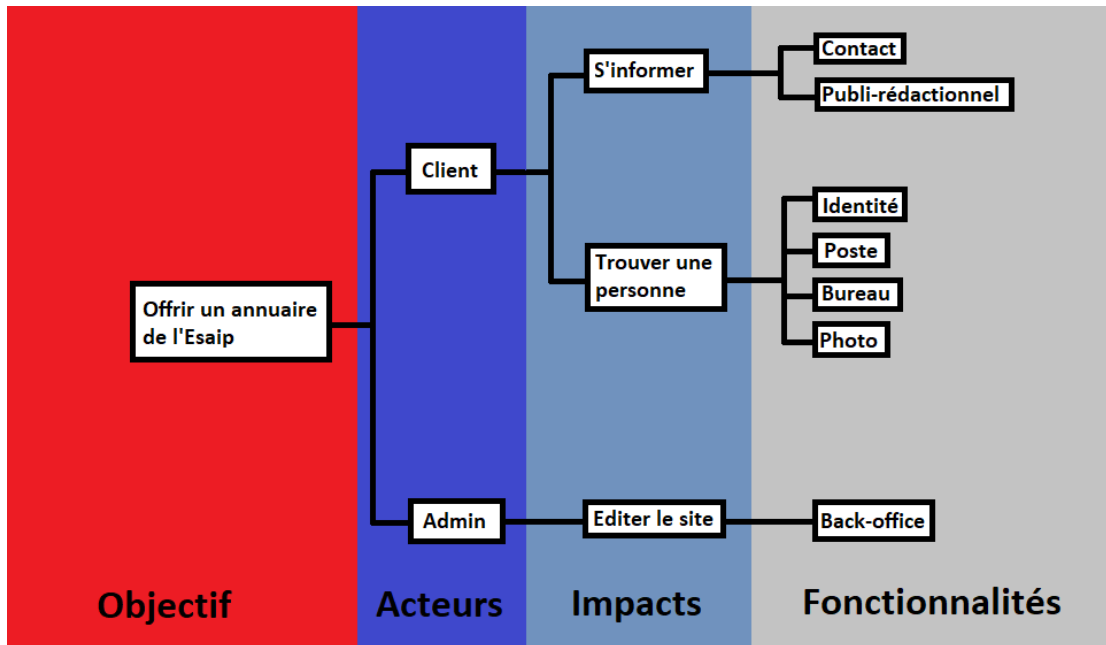 Contact
S'informer
Publi-rédactionnel
Client
Identité
Poste
Trouver une
personne
Bureau
Photo
Offrir un annuaire
de l'Esaip
Admin
Editer le site
Back-office
Objectif
Acteurs
Impacts
Fonctionnalités